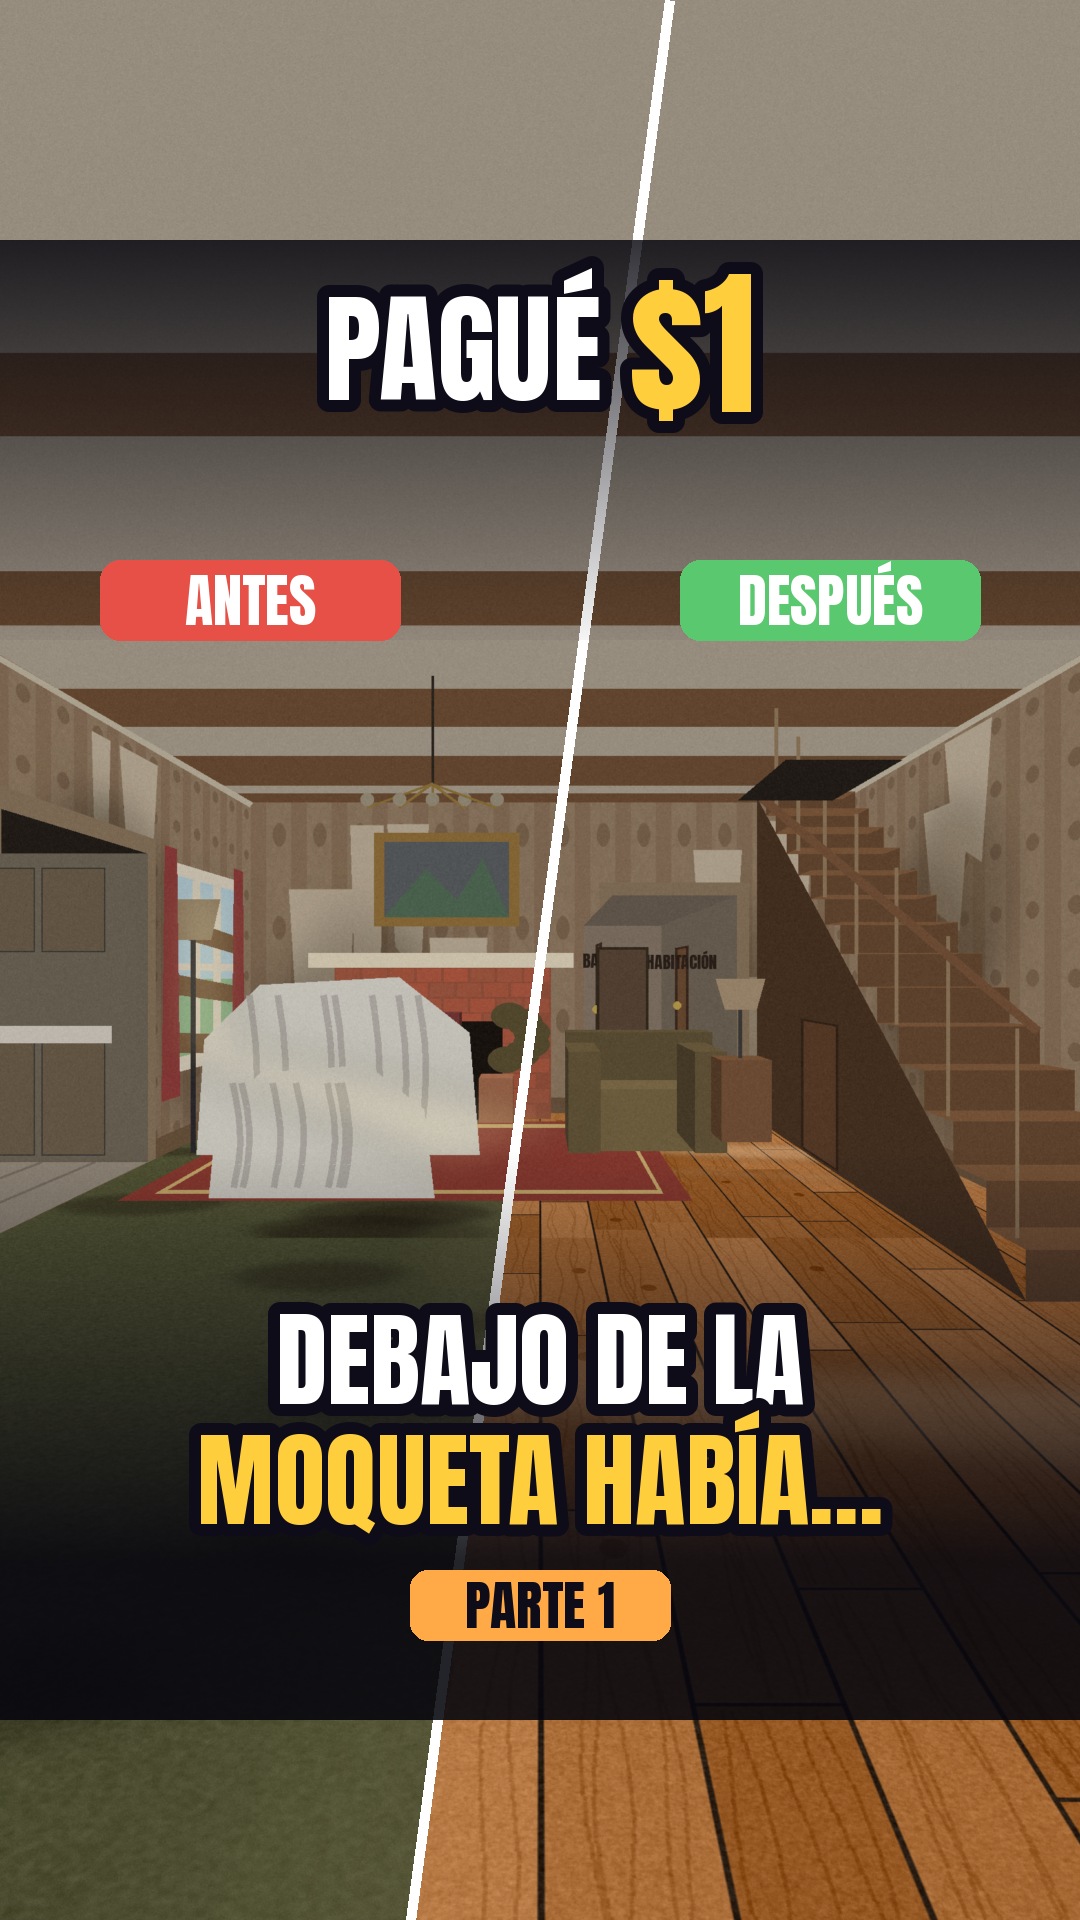 PAGUÉ $1
ANTES
DESPUÉS
HABITACIÓN
DEBAJO DE LA
MOQUETA HABÍA...
PARTE 1